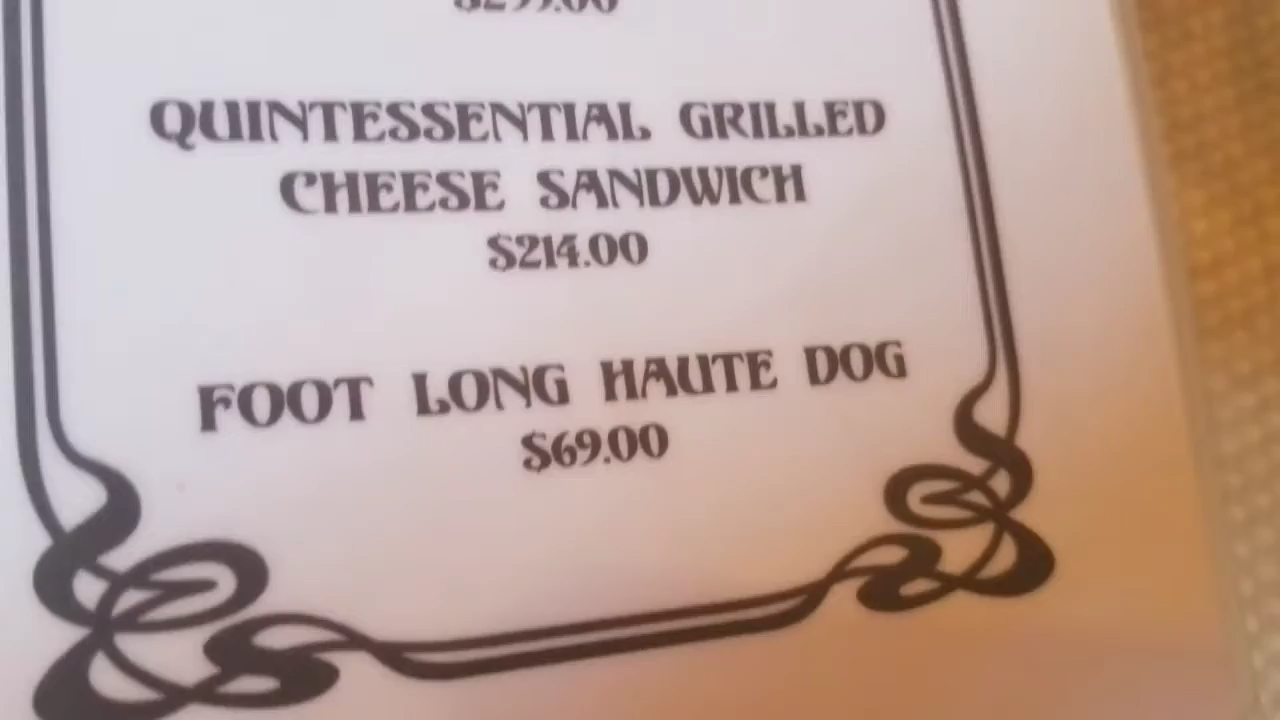 QUINTESSENTIAL GRILLED
CHEESE SANDWICH
$214.00
FOOT LONG HAUTE DOG
$69.00